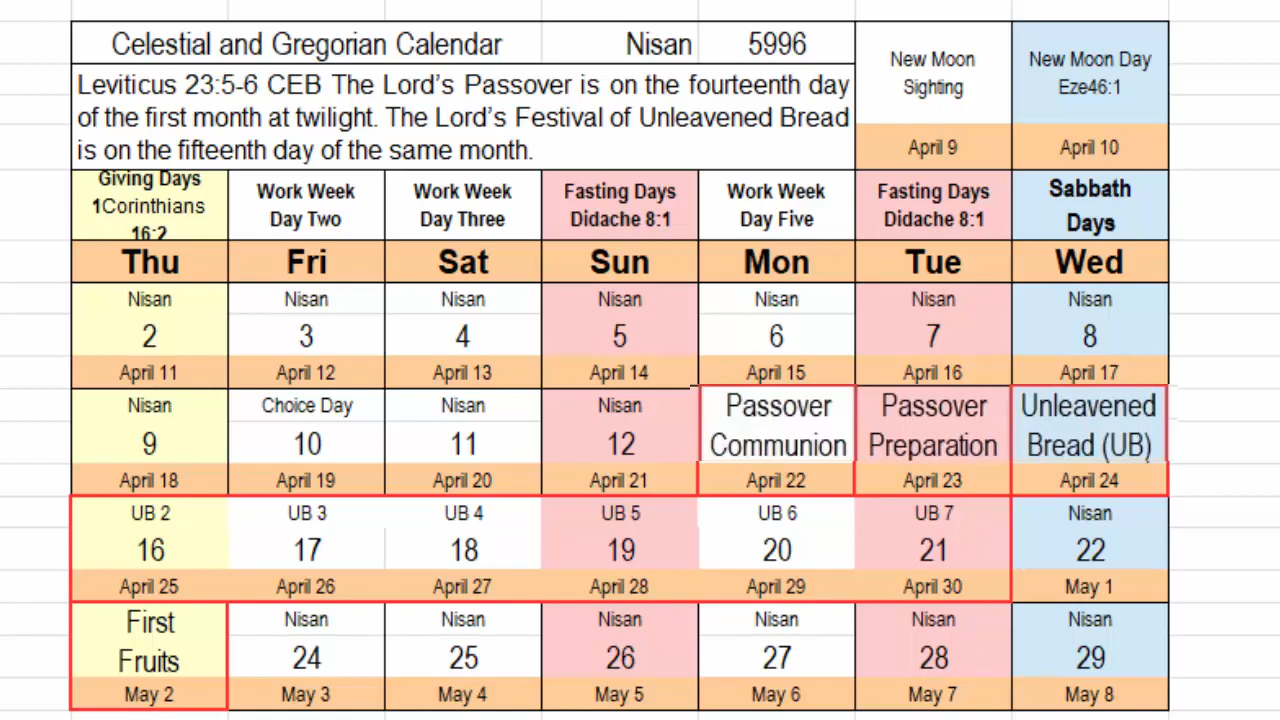 Celestial and Gregorian Calendar Nisan 5996
Leviticus 23:5-6 CEB The Lord's Passover is on the fourteenth day
of the first month at twilight. The Lord's Festival of Unleavened Bread
is on the fifteenth day of the same month.
New Moon
Sighting
April 9
New Moon Day
Eze46:1
April 10
Giving Days
1Corinthians
16:2
Work Week
Day Two
Work Week
Day Three
Fasting Days
Didache 8:1
Work Week
Day Five
Fasting Days
Didache 8:1
Sabbath
Days
Thu Fri Sat Sun Mon Tue Wed
Nisan Nisan Nisan Nisan Nisan Nisan Nisan
2 3 4 5 6 7 8
April 11 April 12 April 13 April 14 April 15 April 16 April 17
Nisan Choice Day Nisan Nisan
9 10 11 12
Passover
Communion
Passover
Preparation
Unleavened
Bread (UB)
April 18 April 19 April 20 April 21 April 22 April 23 April 24
UB 2 UB 3 UB 4 UB 5 UB 6 UB 7 Nisan
16 17 18 19 20 21 22
April 25 April 26 April 27 April 28 April 29 April 30 May 1
First
Fruits
Nisan Nisan Nisan Nisan Nisan Nisan
24 25 26 27 28 29
May 2 May 3 May 4 May 5 May 6 May 7 May 8